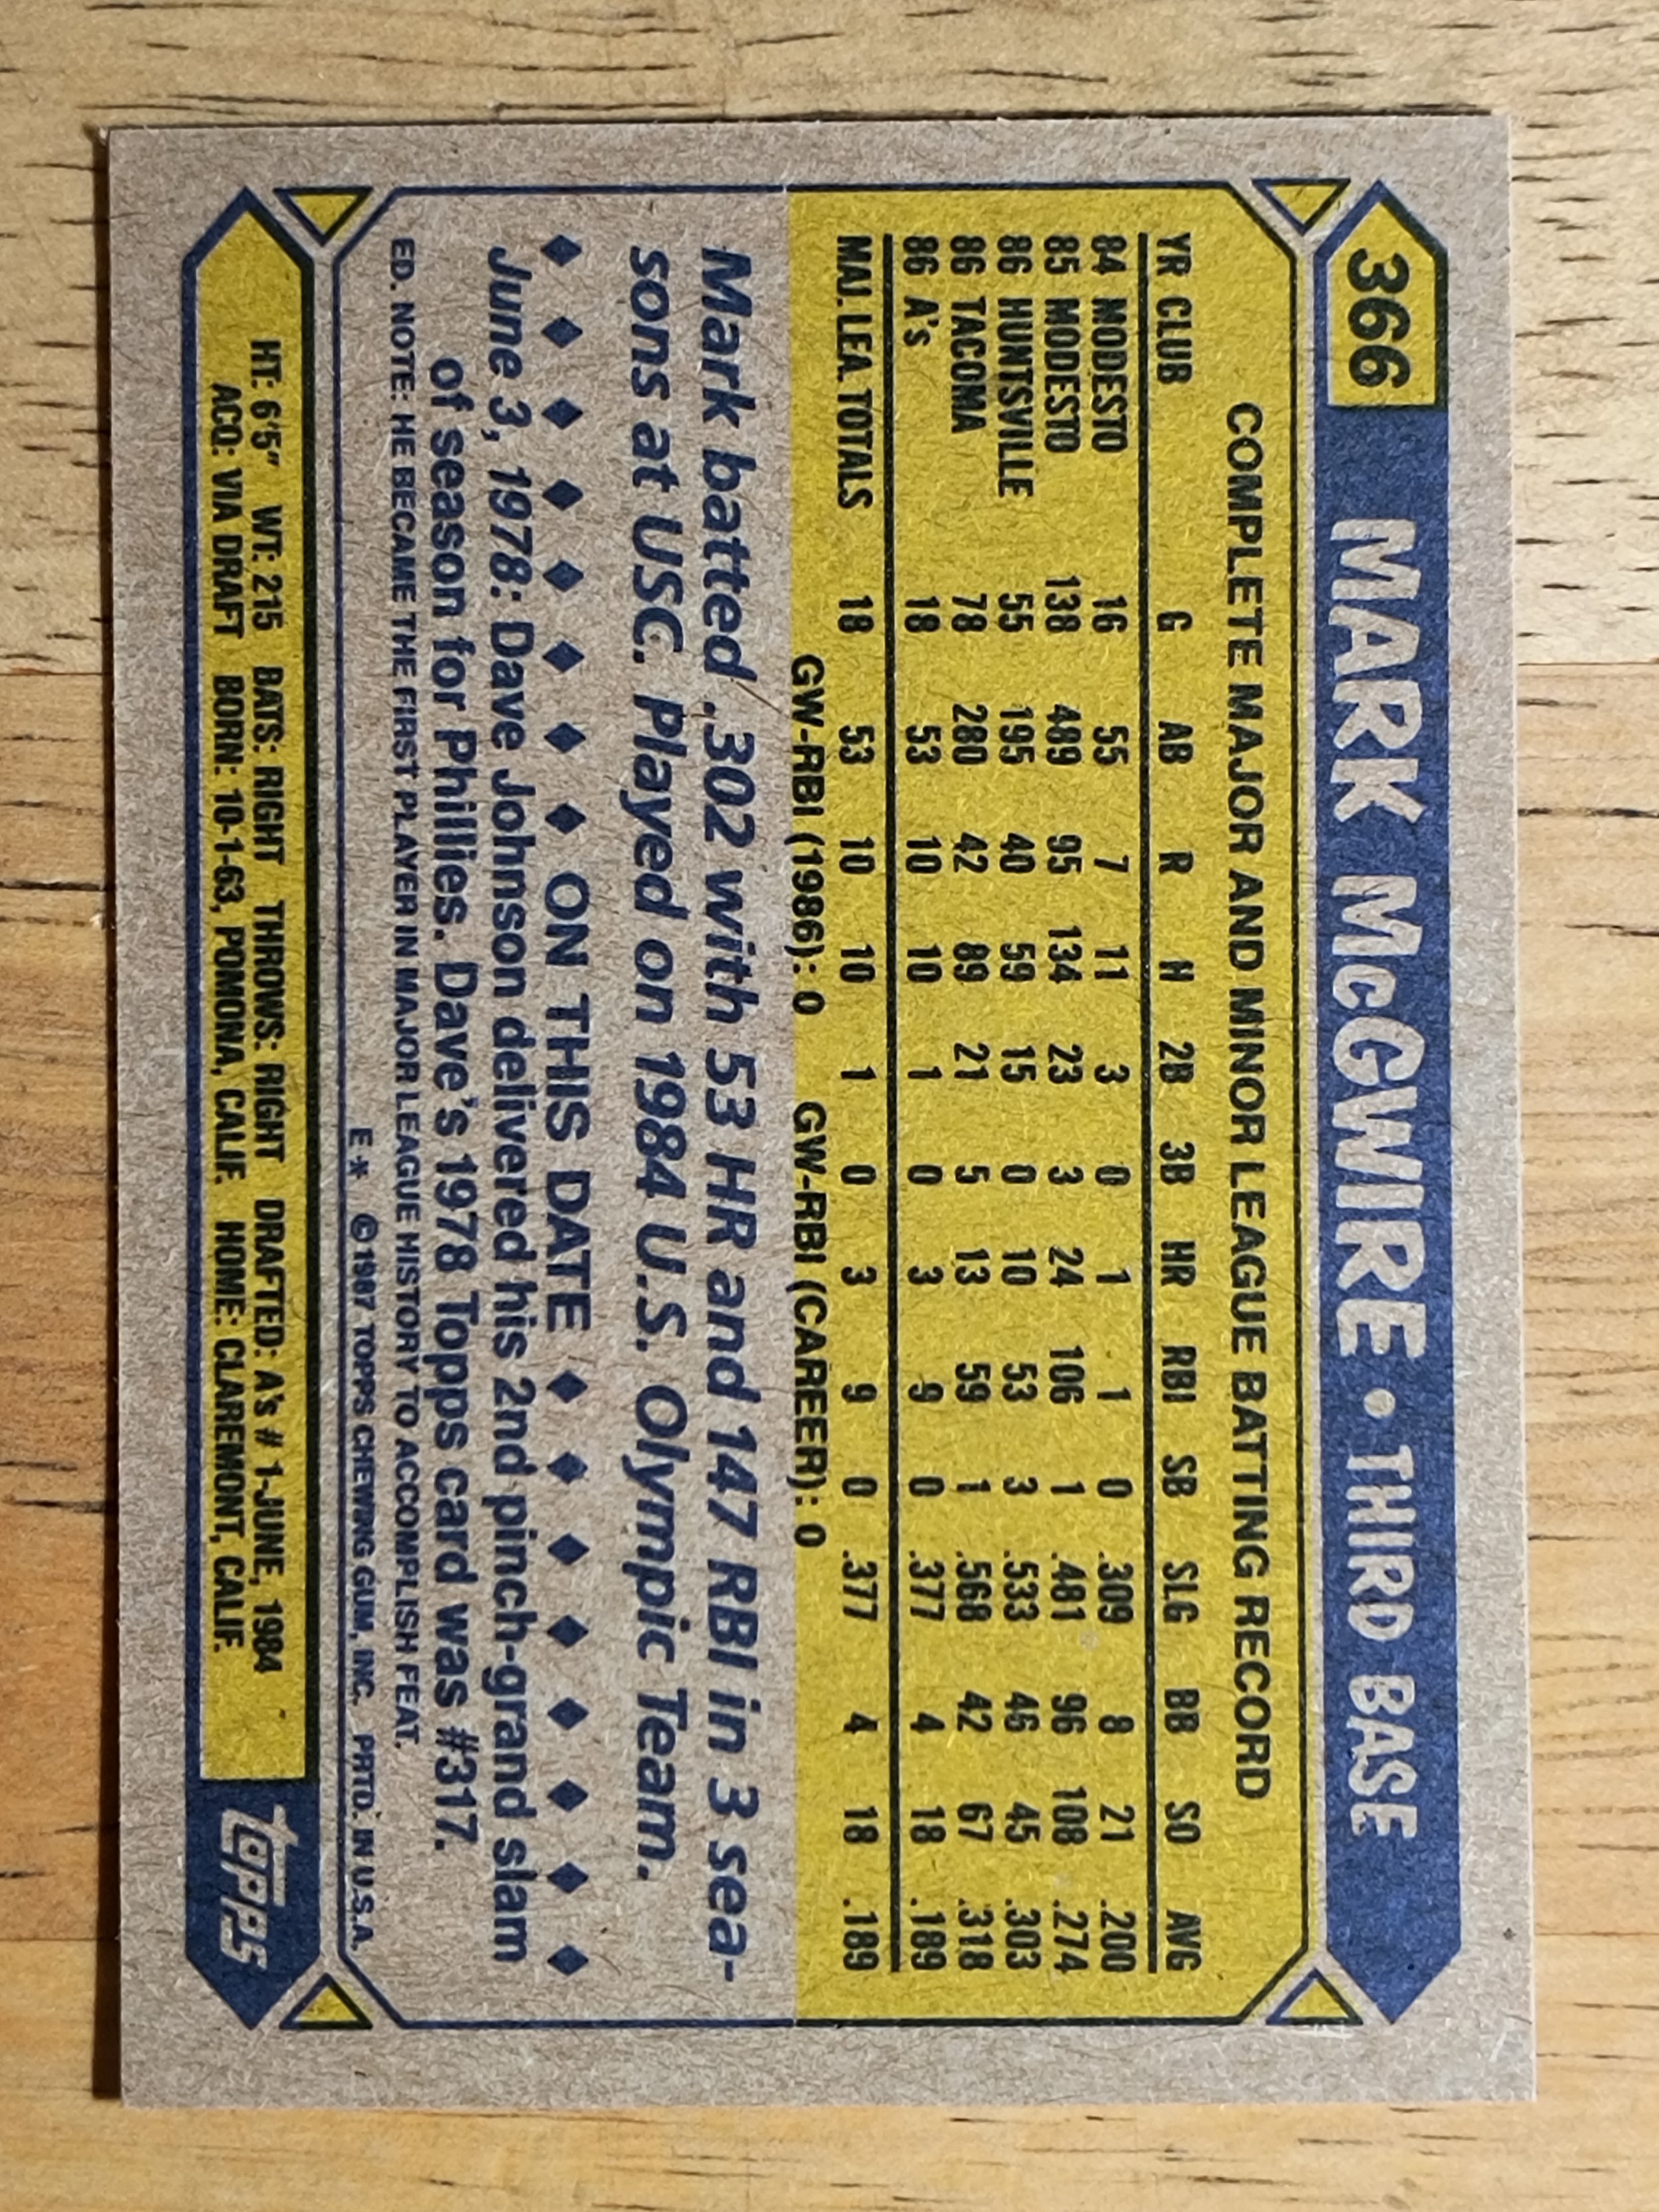 366 MARK McGWIRE • THIRD BASE
COMPLETE MAJOR AND MINOR LEAGUE BATTING RECORD
YR CLUB G AB R H 2B 3B HR RBI SB SLG BB SO AVG
84 MODESTO 16 55 7 11 3 0 1 1 0 .309 8 21 .200
85 MODESTO 138 489 95 134 23 3 24 106 1 .481 96 108 .274
86 HUNTSVILLE 55 195 40 59 15 0 10 53 3 .533 46 45 .303
86 TACOMA 78 280 42 89 21 5 13 59 1 .568 42 67 .318
86 A's 18 53 10 10 1 0 3 9 0 .377 4 18 .189
MAJ. LEA. TOTALS 18 53 10 10 1 0 3 9 0 .377 4 18 .189
GW-RBI (1986): 0 GW-RBI (CAREER): 0
Mark batted .302 with 53 HR and 147 RBI in 3 sea-
sons at USC. Played on 1984 U.S. Olympic Team.
◆ ◆ ◆ ◆ ◆ ◆ ◆ ◆ ON THIS DATE ◆ ◆ ◆ ◆ ◆ ◆ ◆ ◆
June 3, 1978: Dave Johnson delivered his 2nd pinch-grand slam
of season for Phillies. Dave's 1978 Topps card was #317.
ED. NOTE: HE BECAME THE FIRST PLAYER IN MAJOR LEAGUE HISTORY TO ACCOMPLISH FEAT.
E* ©1987 TOPPS CHEWING GUM, INC. PRTD. IN U.S.A.
HT: 6'5" WT: 215 BATS: RIGHT THROWS: RIGHT DRAFTED: A's #1-JUNE, 1984
ACQ: VIA DRAFT BORN: 10-1-63, POMONA, CALIF. HOME: CLAREMONT, CALIF.
TOPPS